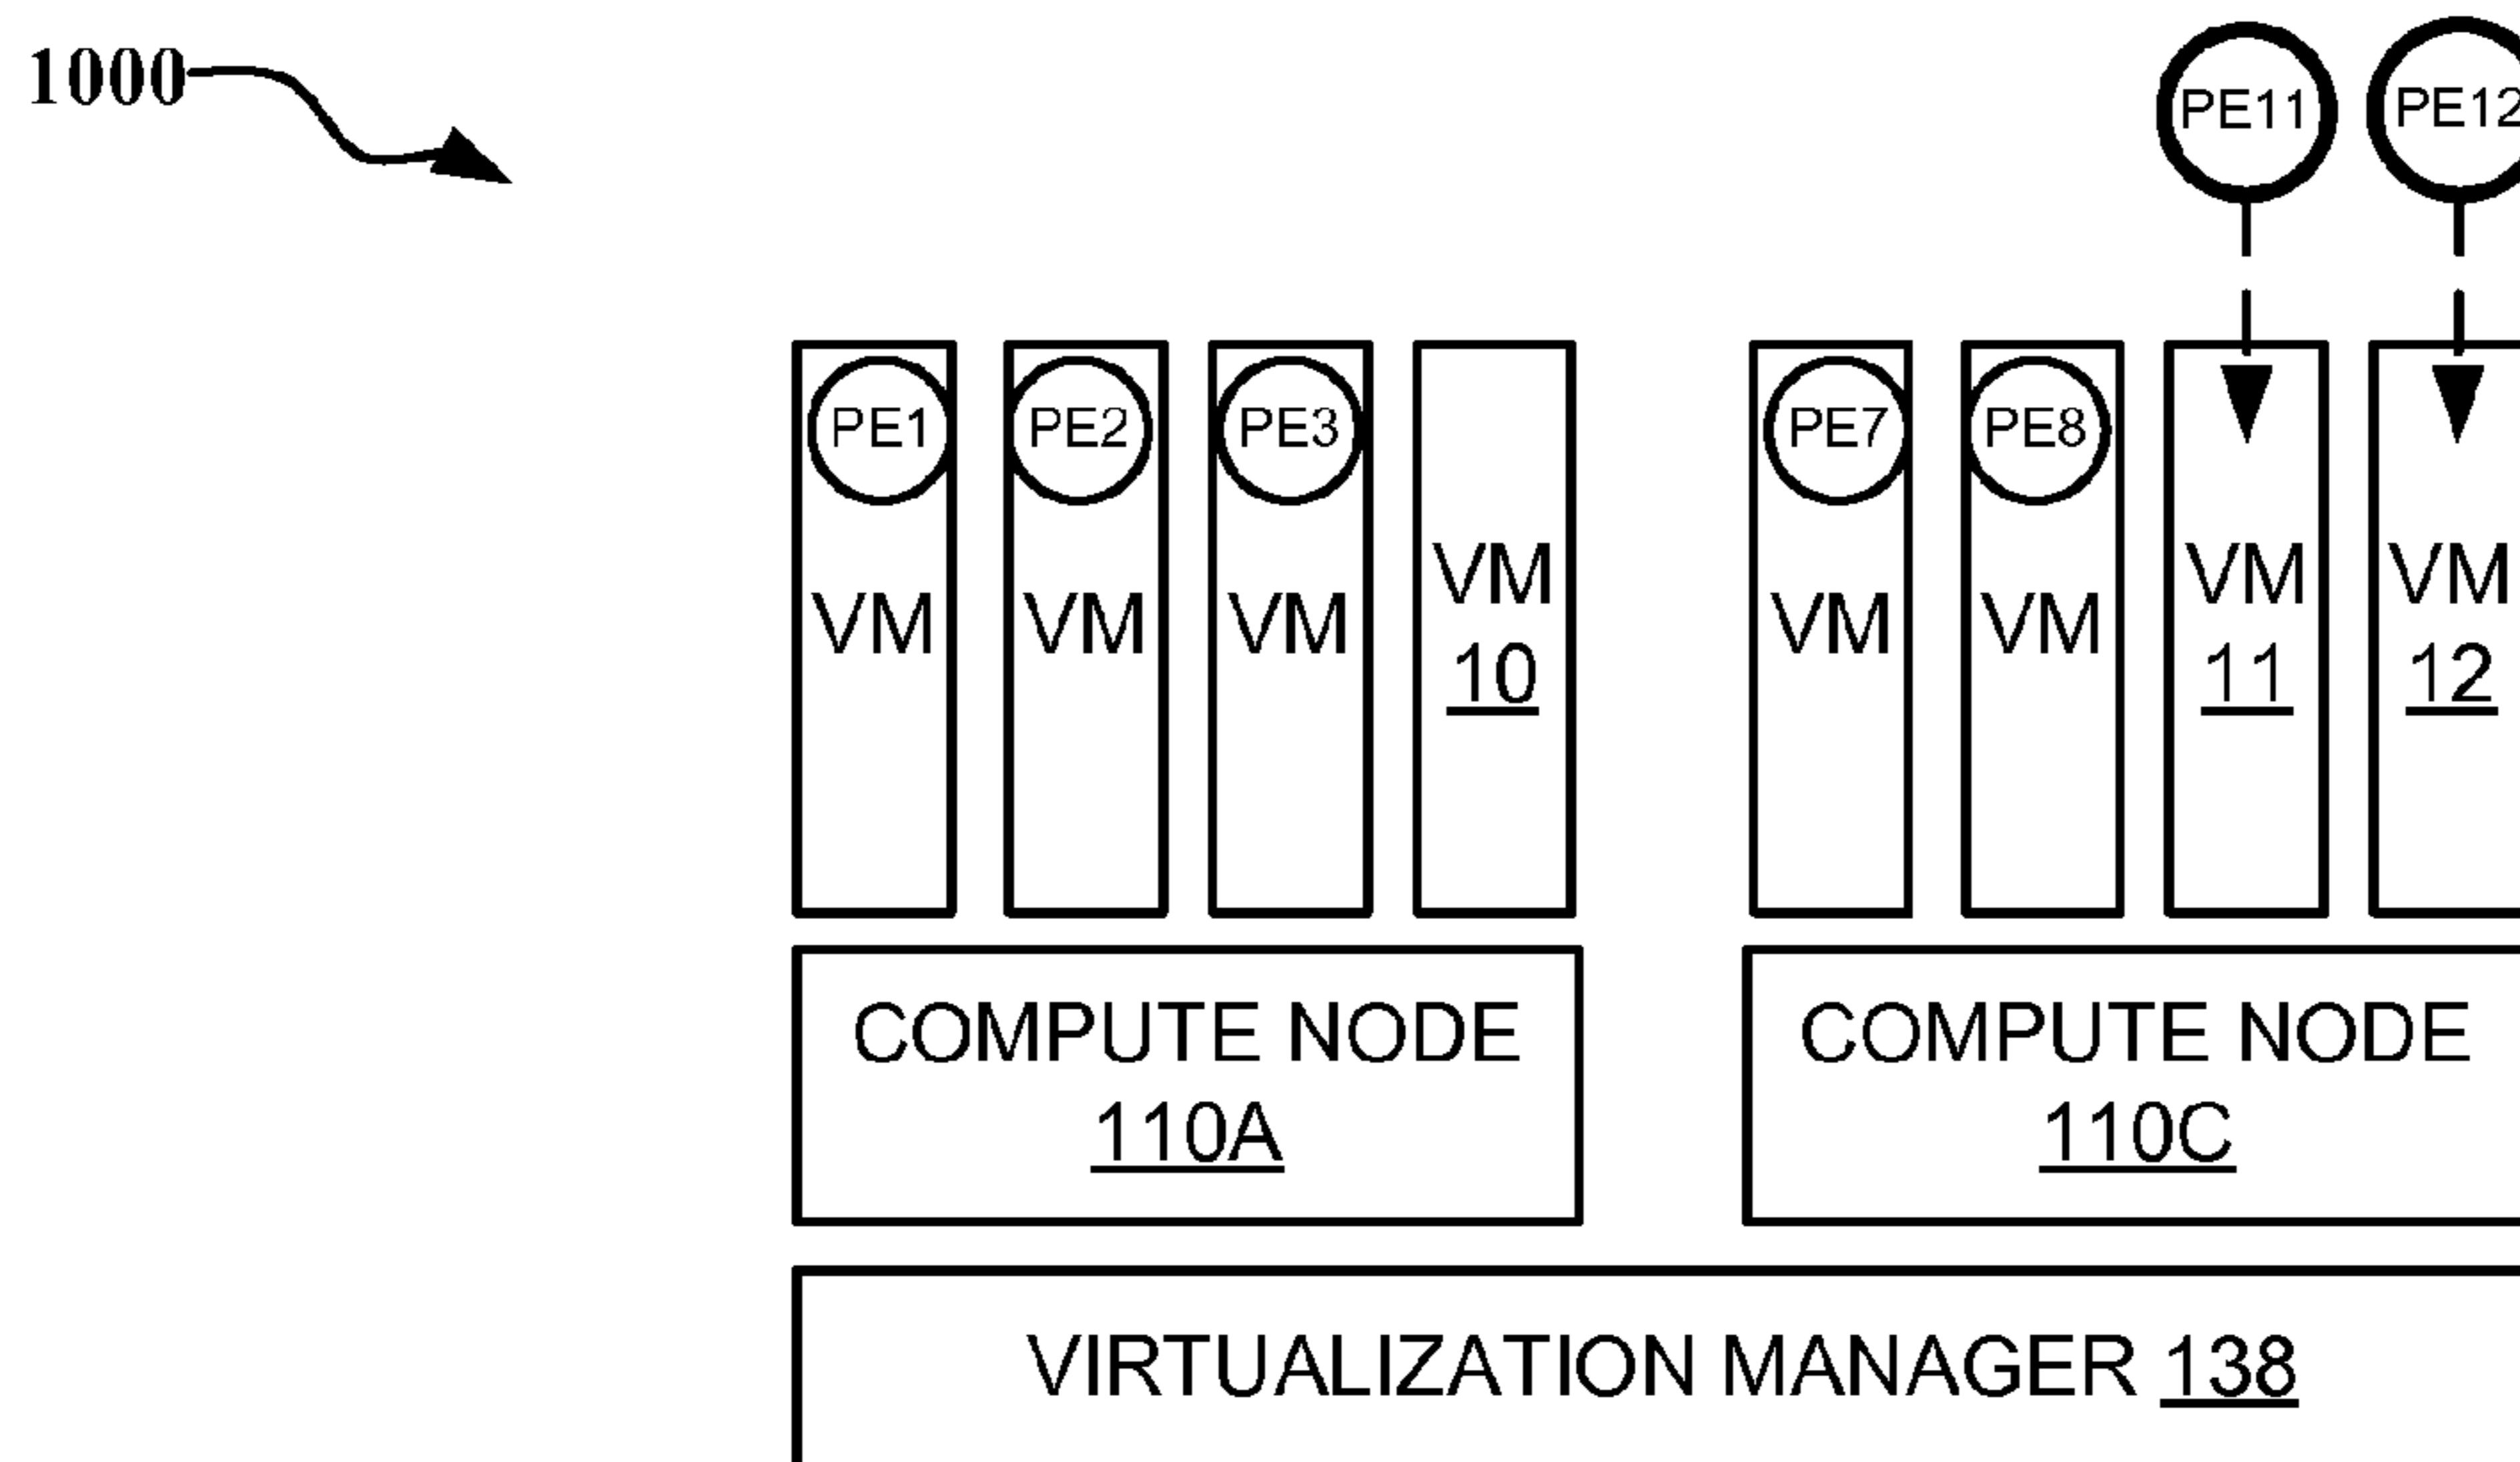 1000
PE11 PE12
PE1 PE2 PE3 PE7 PE8
VM VM VM VM 10 VM VM VM 11 VM 12
COMPUTE NODE
110A
COMPUTE NODE
110C
VIRTUALIZATION MANAGER 138